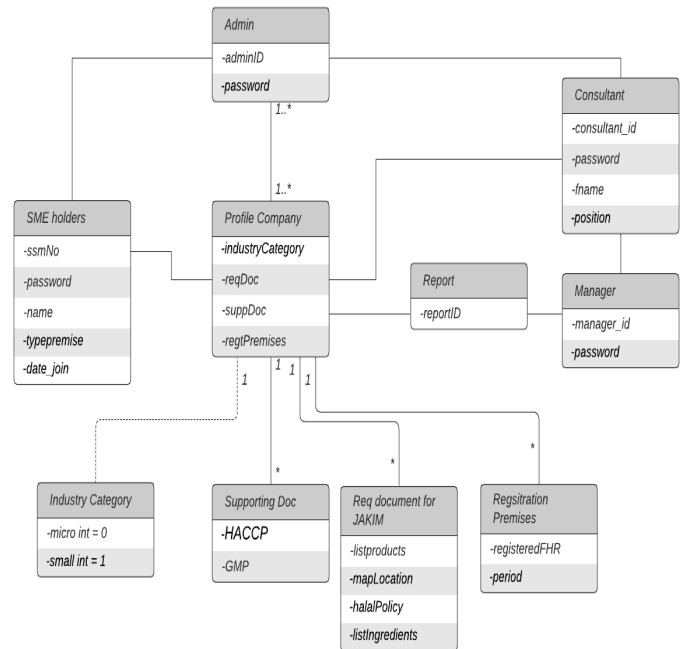 Admin
-adminID
-password
1..*
1..*
Consultant
-consultant_id
-password
-fname
-position
SME holders
-ssmNo
-password
-name
-typepremise
-date_join
Profile Company
-industryCategory
-reqDoc
-suppDoc
-regtPremises
Report
-reportID
Manager
-manager_id
-password
1
1
1
1
*
*
*
Industry Category
-micro int = 0
-small int = 1
Supporting Doc
-HACCP
-GMP
Req document for
JAKIM
-listproducts
-mapLocation
-halalPolicy
-listIngredients
Regsitration
Premises
-registeredFHR
-period